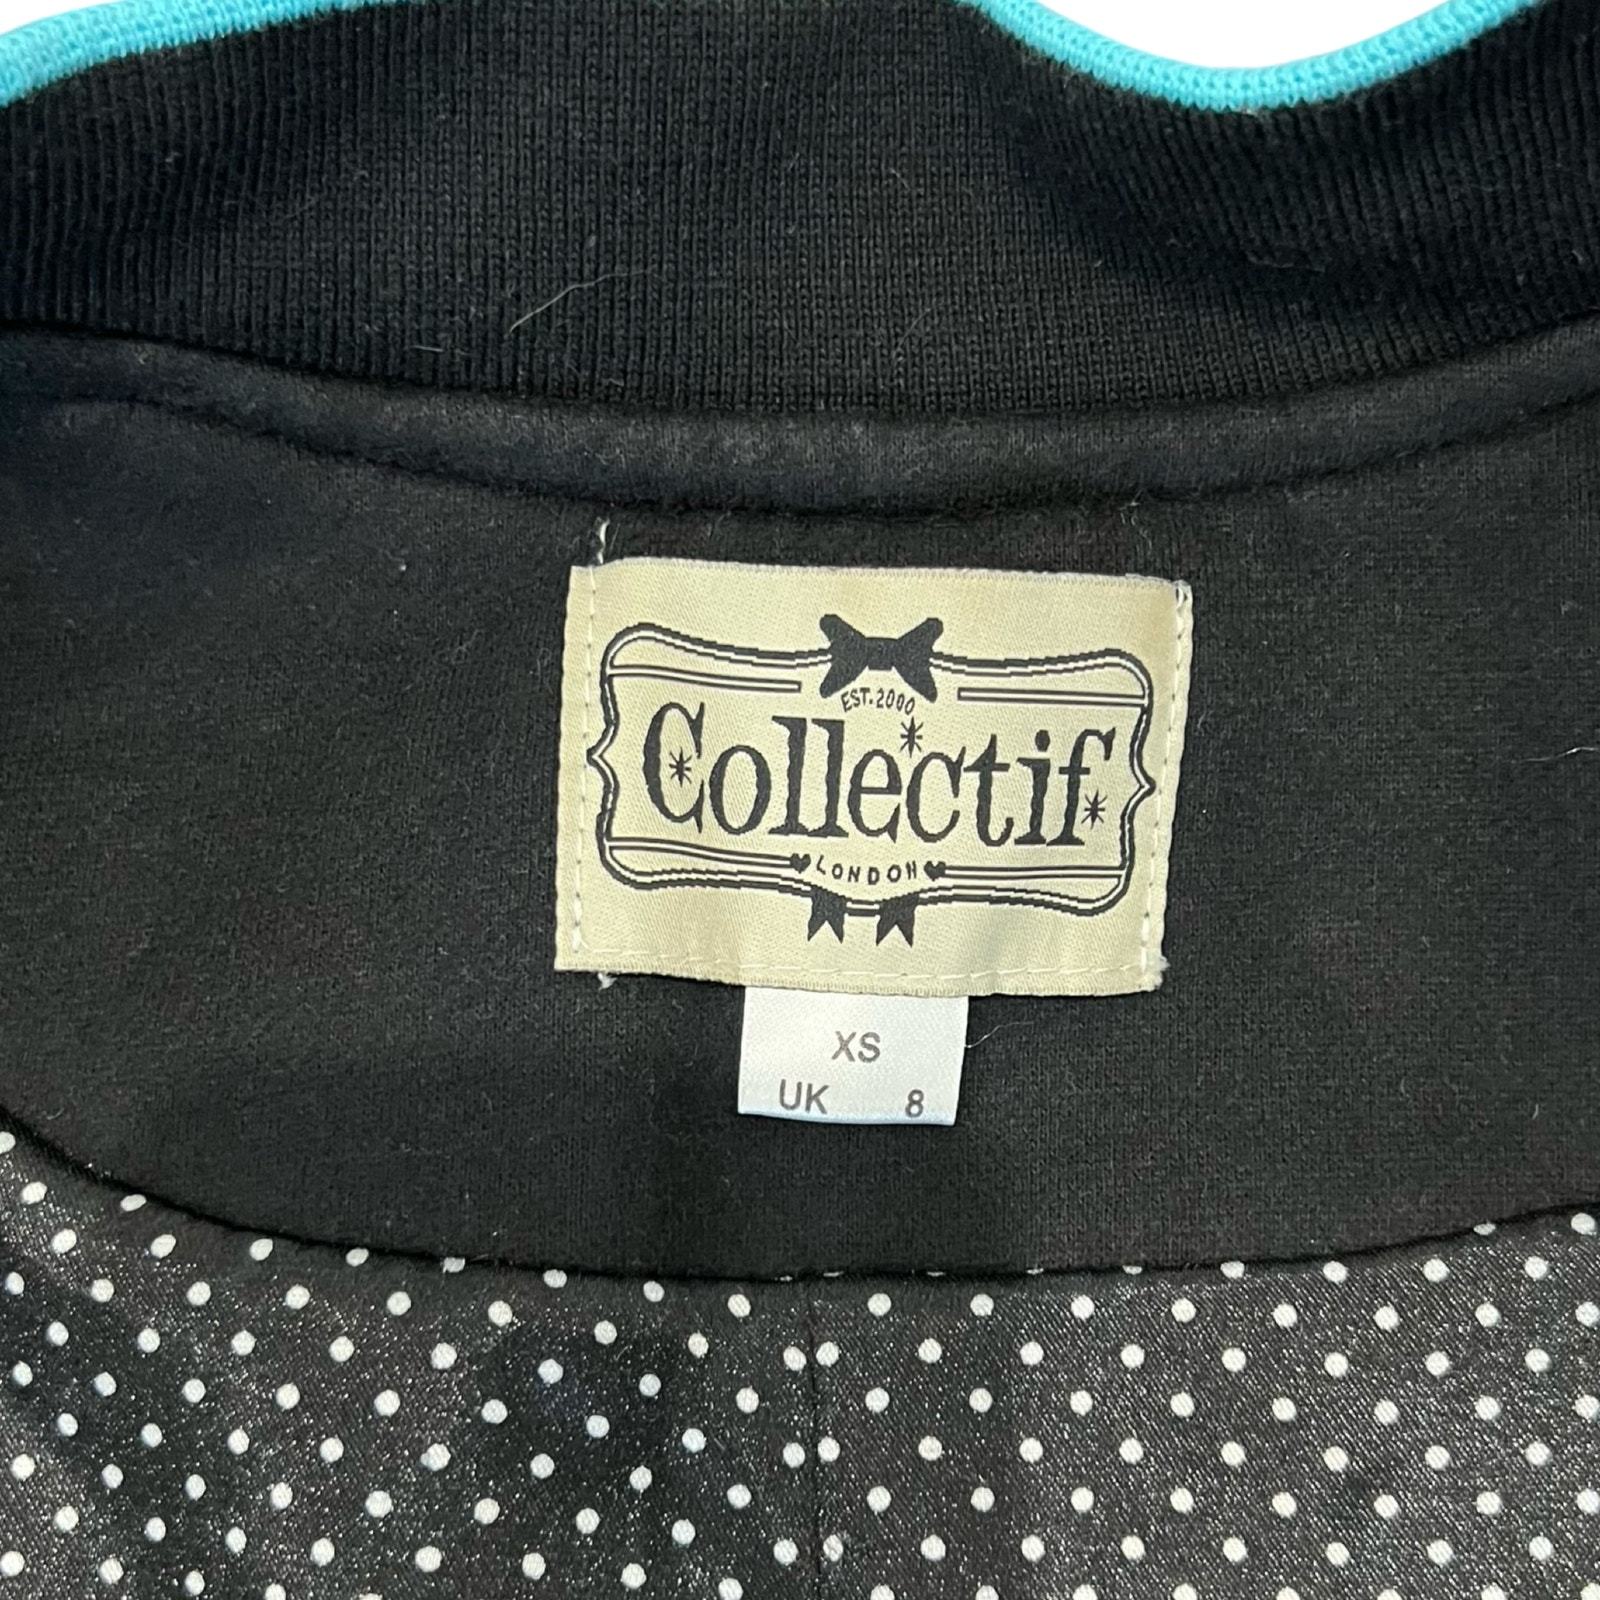 EST. 2000
Collectif
LONDON
XS
UK 8